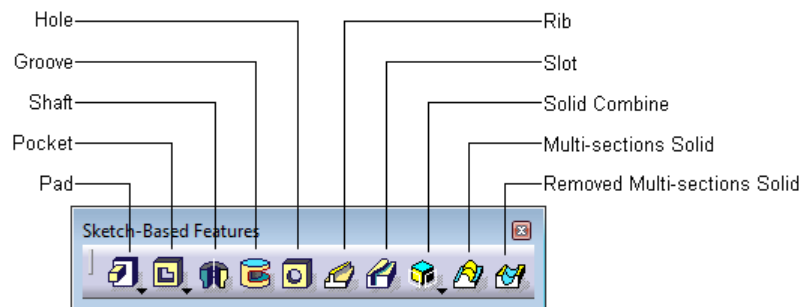 Hole
Rib
Groove
Slot
Shaft
Solid Combine
Pocket
Multi-sections Solid
Pad
Removed Multi-sections Solid
Sketch-Based Features